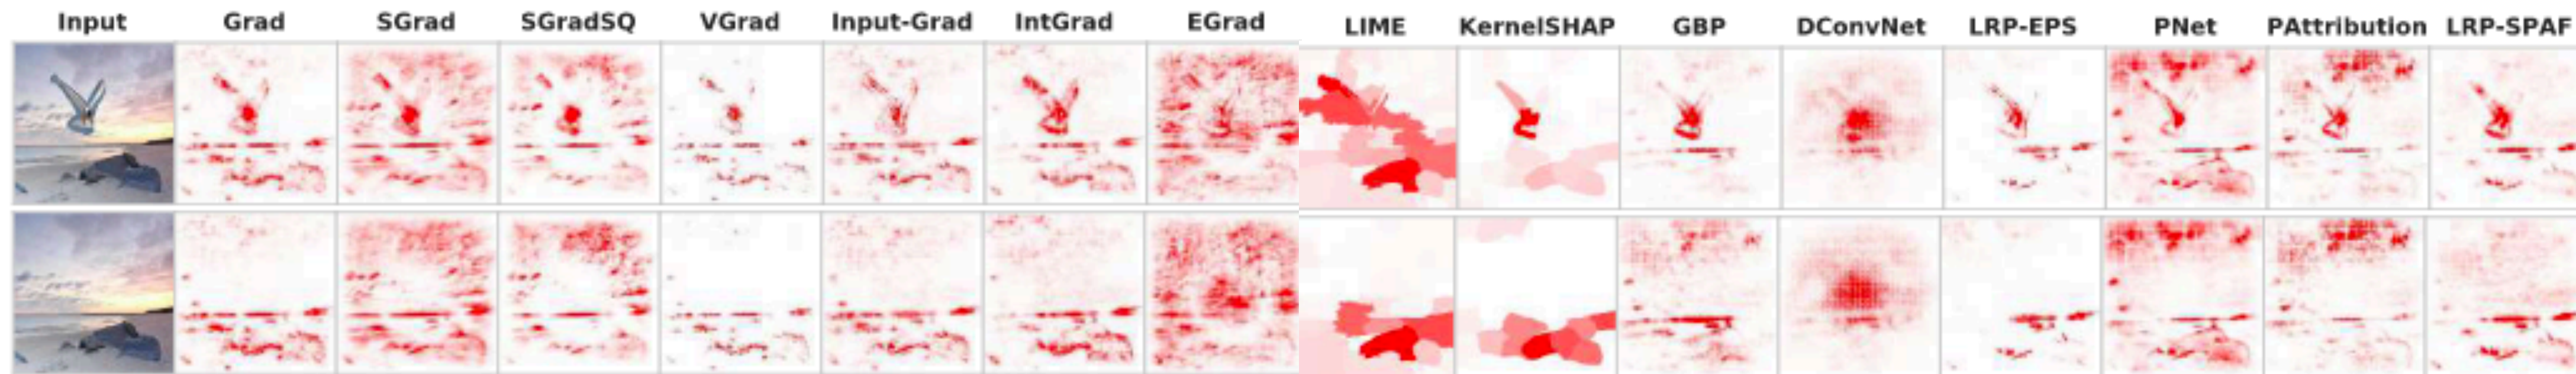 Input Grad SGrad SGradSQ VGrad Input-Grad IntGrad EGrad LIME KernelSHAP GBP DConvNet LRP-EPS PNet PAttribution LRP-SPAF